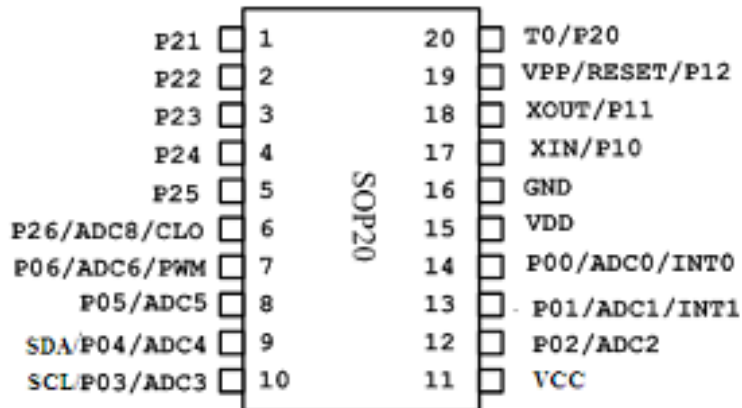 P21 1 20 T0/P20
P22 2 19 VPP/RESET/P12
P23 3 18 XOUT/P11
P24 4 17 XIN/P10
P25 5 16 GND
P26/ADC8/CLO 6 15 VDD
P06/ADC6/PWM 7 14 P00/ADC0/INT0
P05/ADC5 8 13 P01/ADC1/INT1
SDA/P04/ADC4 9 12 P02/ADC2
SCL/P03/ADC3 10 11 VCC
SOP20